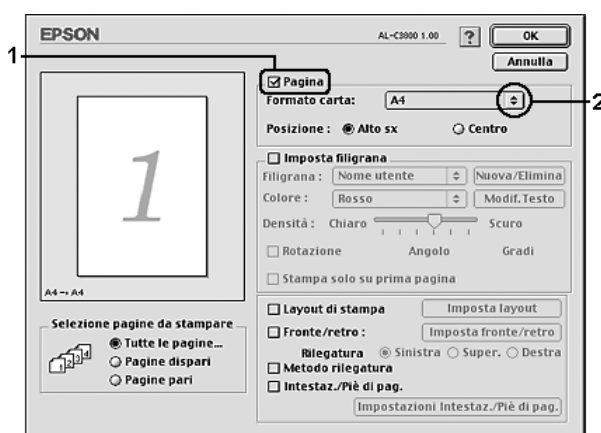 EPSON
AL-C3800 1.00
?
OK
Annulla
1
Pagina
Formato carta: A4
2
Posizione : Alto sx Centro
1
A4 → A4
Imposta filigrana
Filigrana : Nome utente Nuova/Elimina
Colore : Rosso Modif. Testo
Densità : Chiaro Scuro
Rotazione Angolo Gradi
Stampa solo su prima pagina
Selezione pagine da stampare
1 2 3 4
Tutte le pagine...
Pagine dispari
Pagine pari
Layout di stampa Imposta layout
Fronte/retro : Imposta fronte/retro
Rilegatura Sinistra Super. Destra
Metodo rilegatura
Intestaz./Piè di pag.
Impostazioni Intestaz./Piè di pag.